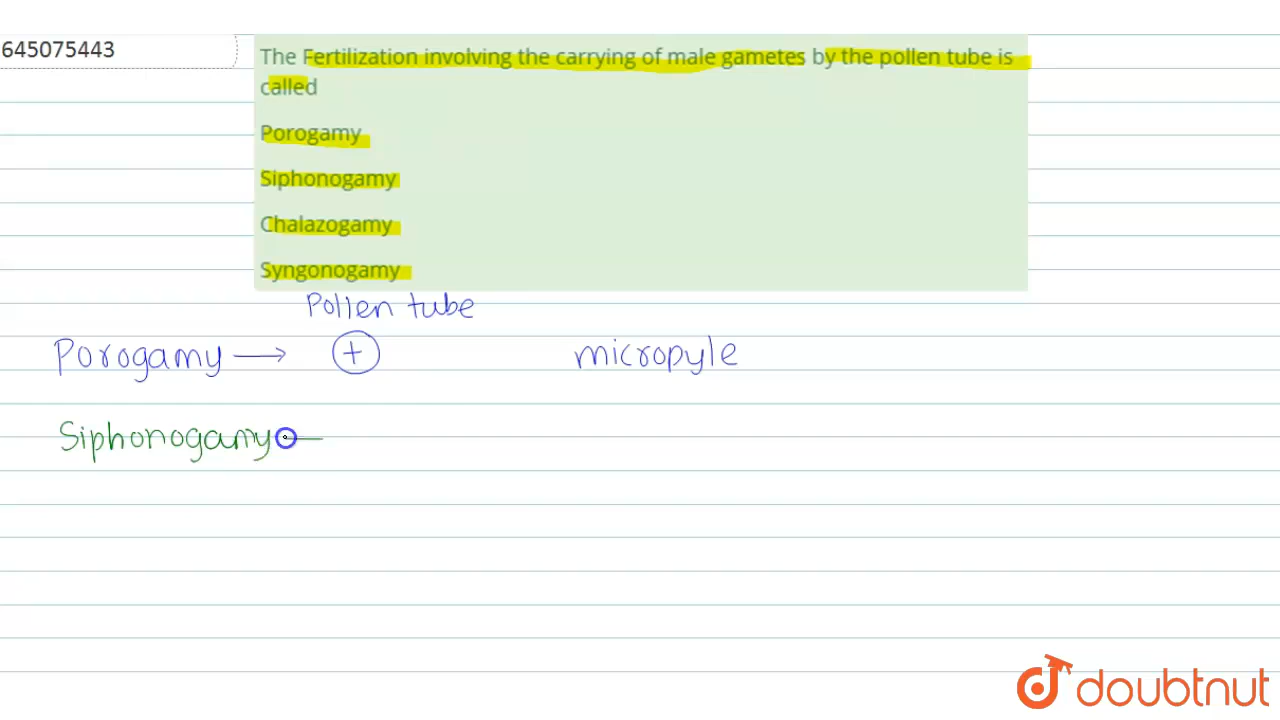 645075443
The Fertilization involving the carrying of male gametes by the pollen tube is
called
Porogamy
Siphonogamy
Chalazogamy
Syngonogamy
Pollen tube
Porogamy → + micropyle
Siphonogamy
doubtnut